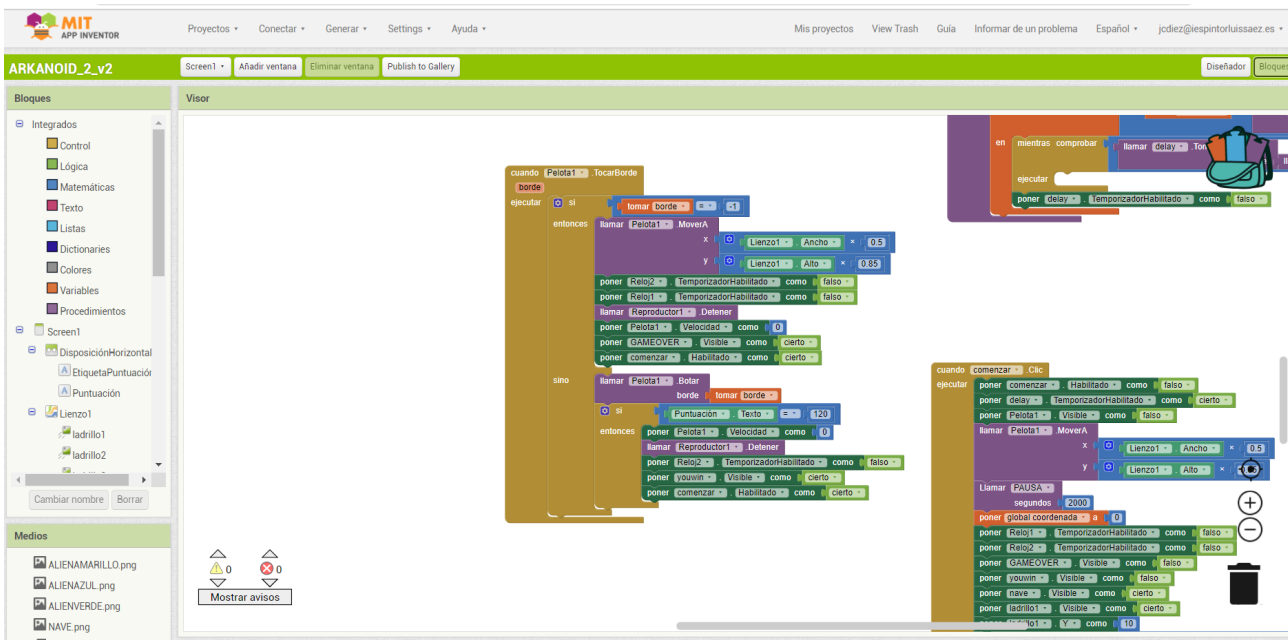 MIT
APP INVENTOR
Proyectos Conectar Generar Settings Ayuda
Mis proyectos View Trash Guía Informar de un problema Español jcdiez@iespintorluissaez.es
ARKANOID_2_v2
Screen1 Añadir ventana Eliminar ventana Publish to Gallery
Diseñador Bloques
Bloques
Integrados
Control
Lógica
Matemáticas
Texto
Listas
Dictionaries
Colores
Variables
Procedimientos
Screen1
DisposiciónHorizontal
EtiquetaPuntuación
Puntuación
Lienzo1
ladrillo1
ladrillo2
Cambiar nombre Borrar
Medios
ALIENAMARILLO.png
ALIENAZUL.png
ALIENVERDE.png
NAVE.png
Visor
cuando Pelota1 .TocarBorde
borde
ejecutar si tomar borde = -1
entonces llamar Pelota1 .MoverA
x Lienzo1 . Ancho × 0.5
y Lienzo1 . Alto × 0.85
poner Reloj2 . TemporizadorHabilitado como falso
poner Reloj1 . TemporizadorHabilitado como falso
llamar Reproductor1 .Detener
poner Pelota1 . Velocidad como 0
poner GAMEOVER . Visible como cierto
poner comenzar . Habilitado como cierto
sino llamar Pelota1 .Botar
borde tomar borde
si Puntuación . Texto = 120
entonces poner Pelota1 . Velocidad como 0
llamar Reproductor1 .Detener
poner Reloj2 . TemporizadorHabilitado como falso
poner youwin . Visible como cierto
poner comenzar . Habilitado como cierto
0 0
Mostrar avisos
en mientras comprobar llamar delay
ejecutar
poner delay . TemporizadorHabilitado como falso
cuando comenzar .Clic
ejecutar poner comenzar . Habilitado como falso
poner delay . TemporizadorHabilitado como cierto
poner Pelota1 . Visible como falso
llamar Pelota1 .MoverA
x Lienzo1 . Ancho × 0.5
y Lienzo1 . Alto ×
Llamar PAUSA
segundos 2000
poner global coordenada a 0
poner Reloj1 . TemporizadorHabilitado como falso
poner Reloj2 . TemporizadorHabilitado como falso
poner GAMEOVER . Visible como falso
poner youwin . Visible como falso
poner nave . Visible como cierto
poner ladrillo1 . Visible como cierto
poner ladrillo1 . Y como 10